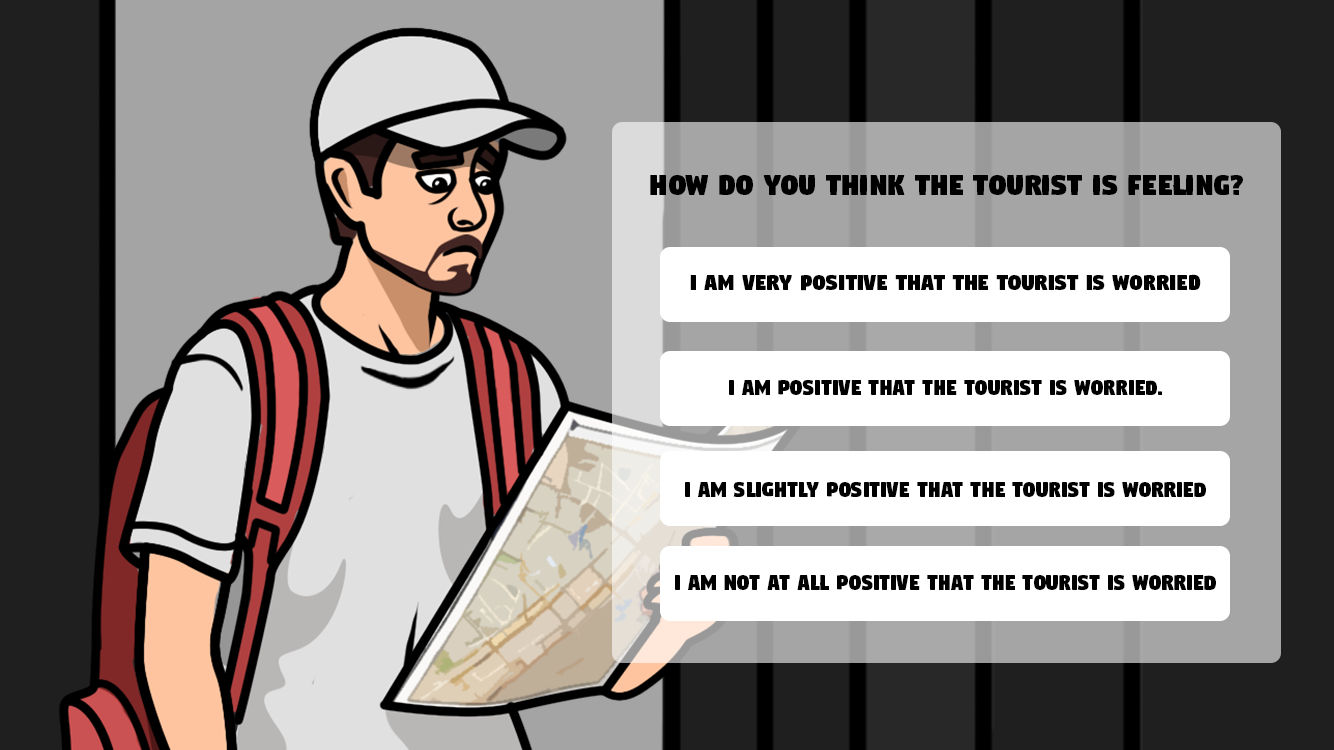 HOW DO YOU THINK THE TOURIST IS FEELING?
I AM VERY POSITIVE THAT THE TOURIST IS WORRIED
I AM POSITIVE THAT THE TOURIST IS WORRIED.
I AM SLIGHTLY POSITIVE THAT THE TOURIST IS WORRIED
I AM NOT AT ALL POSITIVE THAT THE TOURIST IS WORRIED